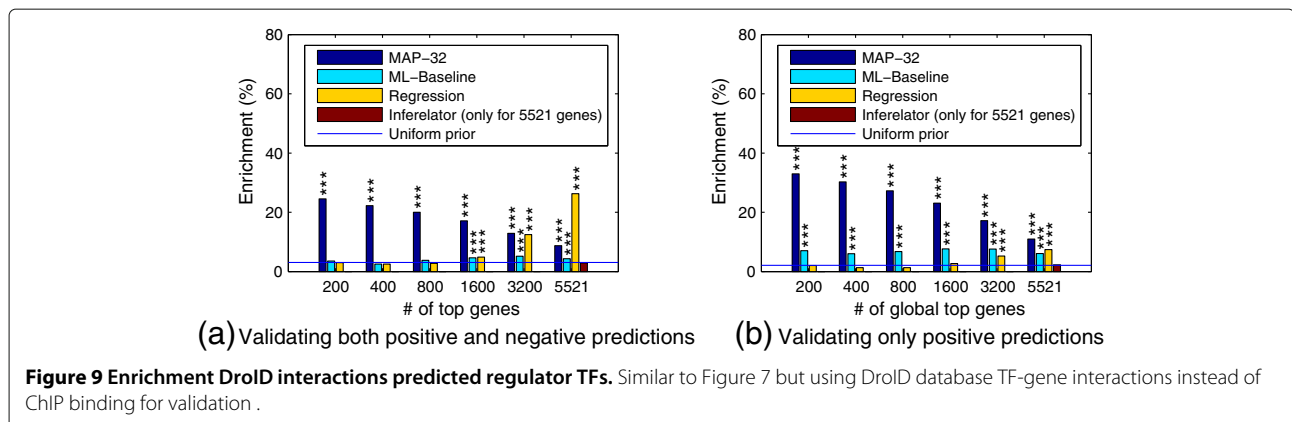 80
60
40
20
0
Enrichment (%)
MAP−32
ML−Baseline
Regression
Inferelator (only for 5521 genes)
Uniform prior
***
***
***
***
***
***
***
***
***
***
***
***
200 400 800 1600 3200 5521
# of top genes
(a) Validating both positive and negative predictions
80
60
40
20
0
Enrichment (%)
MAP−32
ML−Baseline
Regression
Inferelator (only for 5521 genes)
Uniform prior
***
***
***
***
***
***
***
***
***
***
***
***
***
***
200 400 800 1600 3200 5521
# of global top genes
(b) Validating only positive predictions
Figure 9 Enrichment DroID interactions predicted regulator TFs. Similar to Figure 7 but using DroID database TF-gene interactions instead of
ChIP binding for validation .